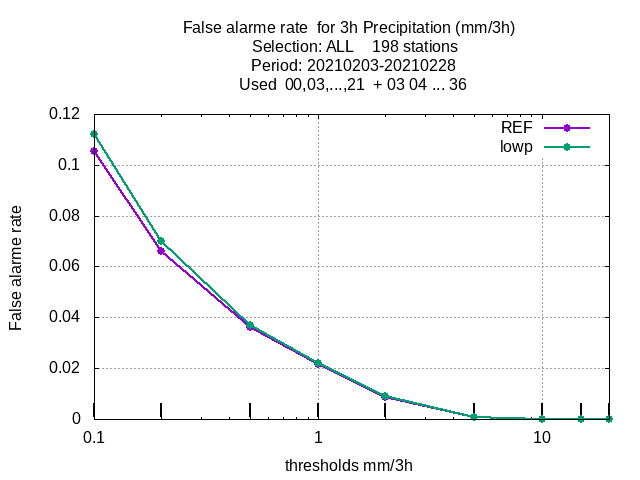 False alarme rate  for 3h Precipitation (mm/3h)
Selection: ALL    198 stations
Period: 20210203-20210228
Used  00,03,...,21  + 03 04 ... 36
REF
lowp
False alarme rate
0.12
0.1
0.08
0.06
0.04
0.02
0
0.1
1
10
thresholds mm/3h